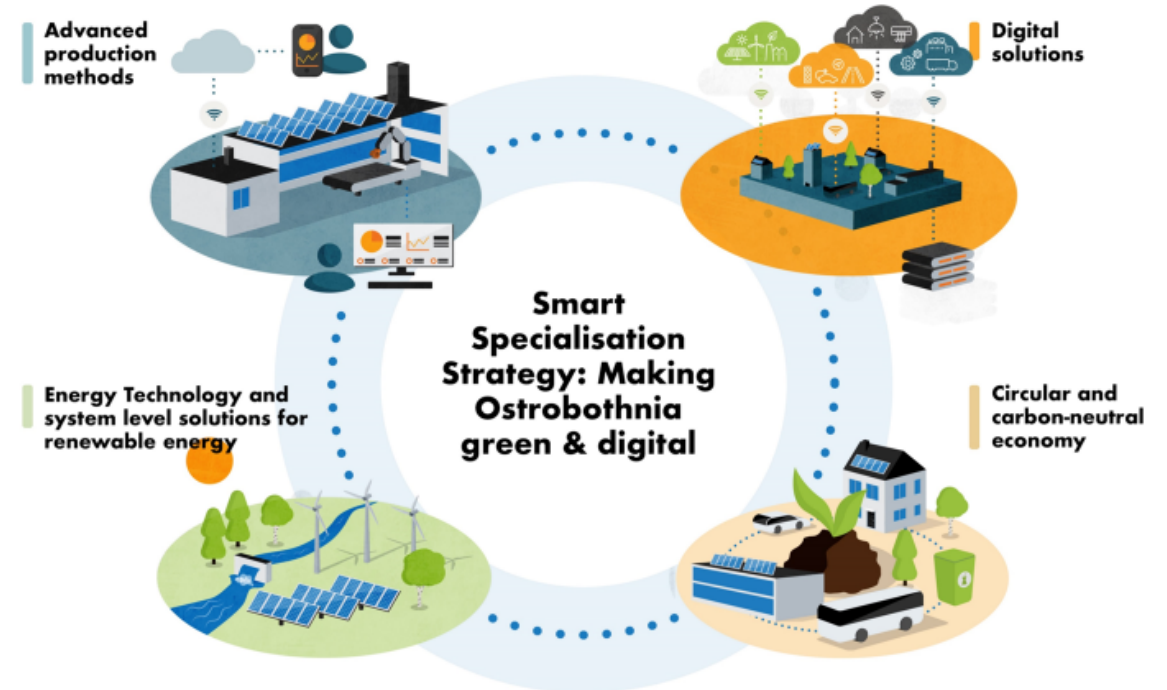 Advanced
production
methods
Digital
solutions
Smart
Specialisation
Strategy: Making
Ostrobothnia
green & digital
Energy Technology and
system level solutions for
renewable energy
Circular and
carbon-neutral
economy